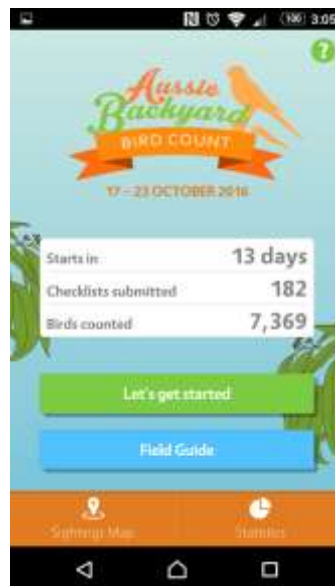 3:05
?
Aussie
Backyard
BIRD COUNT
17 – 23 OCTOBER 2016
Starts in 13 days
Checklists submitted 182
Birds counted 7,369
Let's get started
Field Guide
Sightings Map Statistics